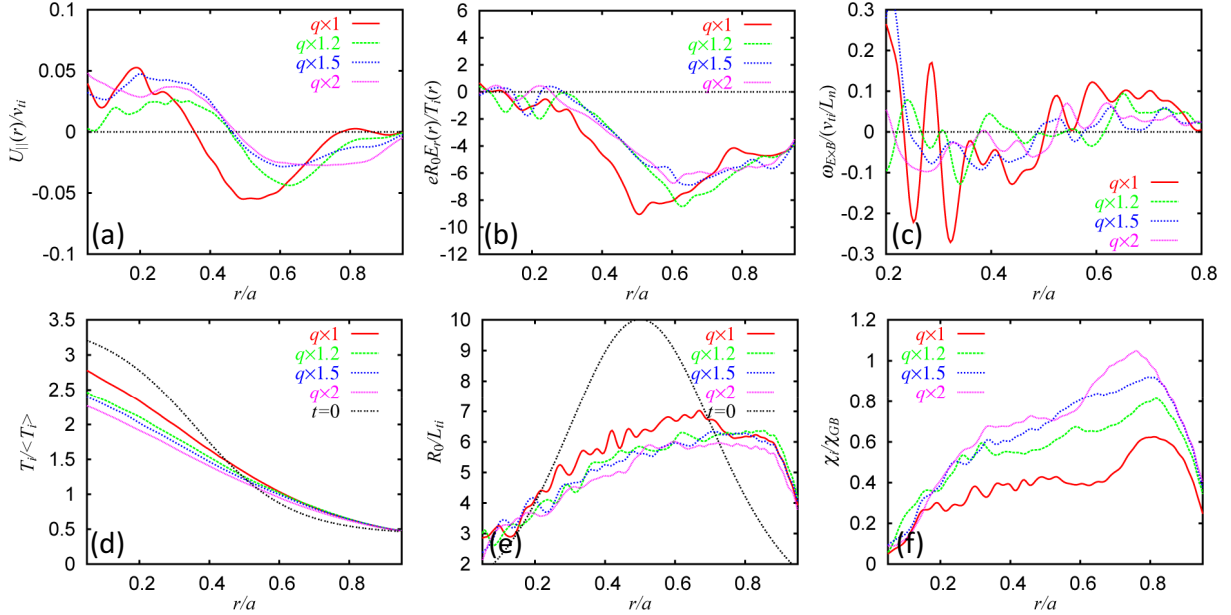 0.1
0.05
0
-0.05
-0.1
U||(r)/vti
q×1
q×1.2
q×1.5
q×2
(a)
0.2 0.4 0.6 0.8
r/a
6
4
2
0
-2
-4
-6
-8
-10
-12
eR0Er(r)/Ti(r)
q×1
q×1.2
q×1.5
q×2
(b)
0.2 0.4 0.6 0.8
r/a
0.3
0.2
0.1
0
-0.1
-0.2
-0.3
ωE×B/(vti/Ln)
q×1
q×1.2
q×1.5
q×2
(c)
0.2 0.4 0.6 0.8
r/a
3.5
3
2.5
2
1.5
1
0.5
0
Ti/<Ti>
q×1
q×1.2
q×1.5
q×2
t=0
(d)
0.2 0.4 0.6 0.8
r/a
10
9
8
7
6
5
4
3
2
R0/Lti
q×1
q×1.2
q×1.5
q×2
t=0
(e)
0.2 0.4 0.6 0.8
r/a
1.2
1
0.8
0.6
0.4
0.2
0
χi/χGB
q×1
q×1.2
q×1.5
q×2
(f)
0.2 0.4 0.6 0.8
r/a